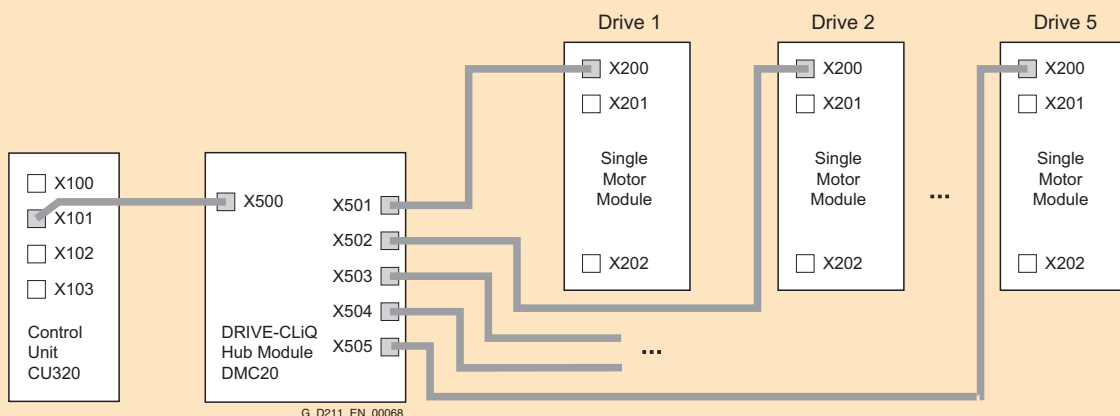 Drive 1
Drive 2
Drive 5
X200
X201
Single
Motor
Module
X202
X200
X201
Single
Motor
Module
X202
...
X200
X201
Single
Motor
Module
X202
X100
X101
X102
X103
Control
Unit
CU320
X500
X501
X502
X503
X504
X505
DRIVE-CLiQ
Hub Module
DMC20
...
G_D211_EN_00068